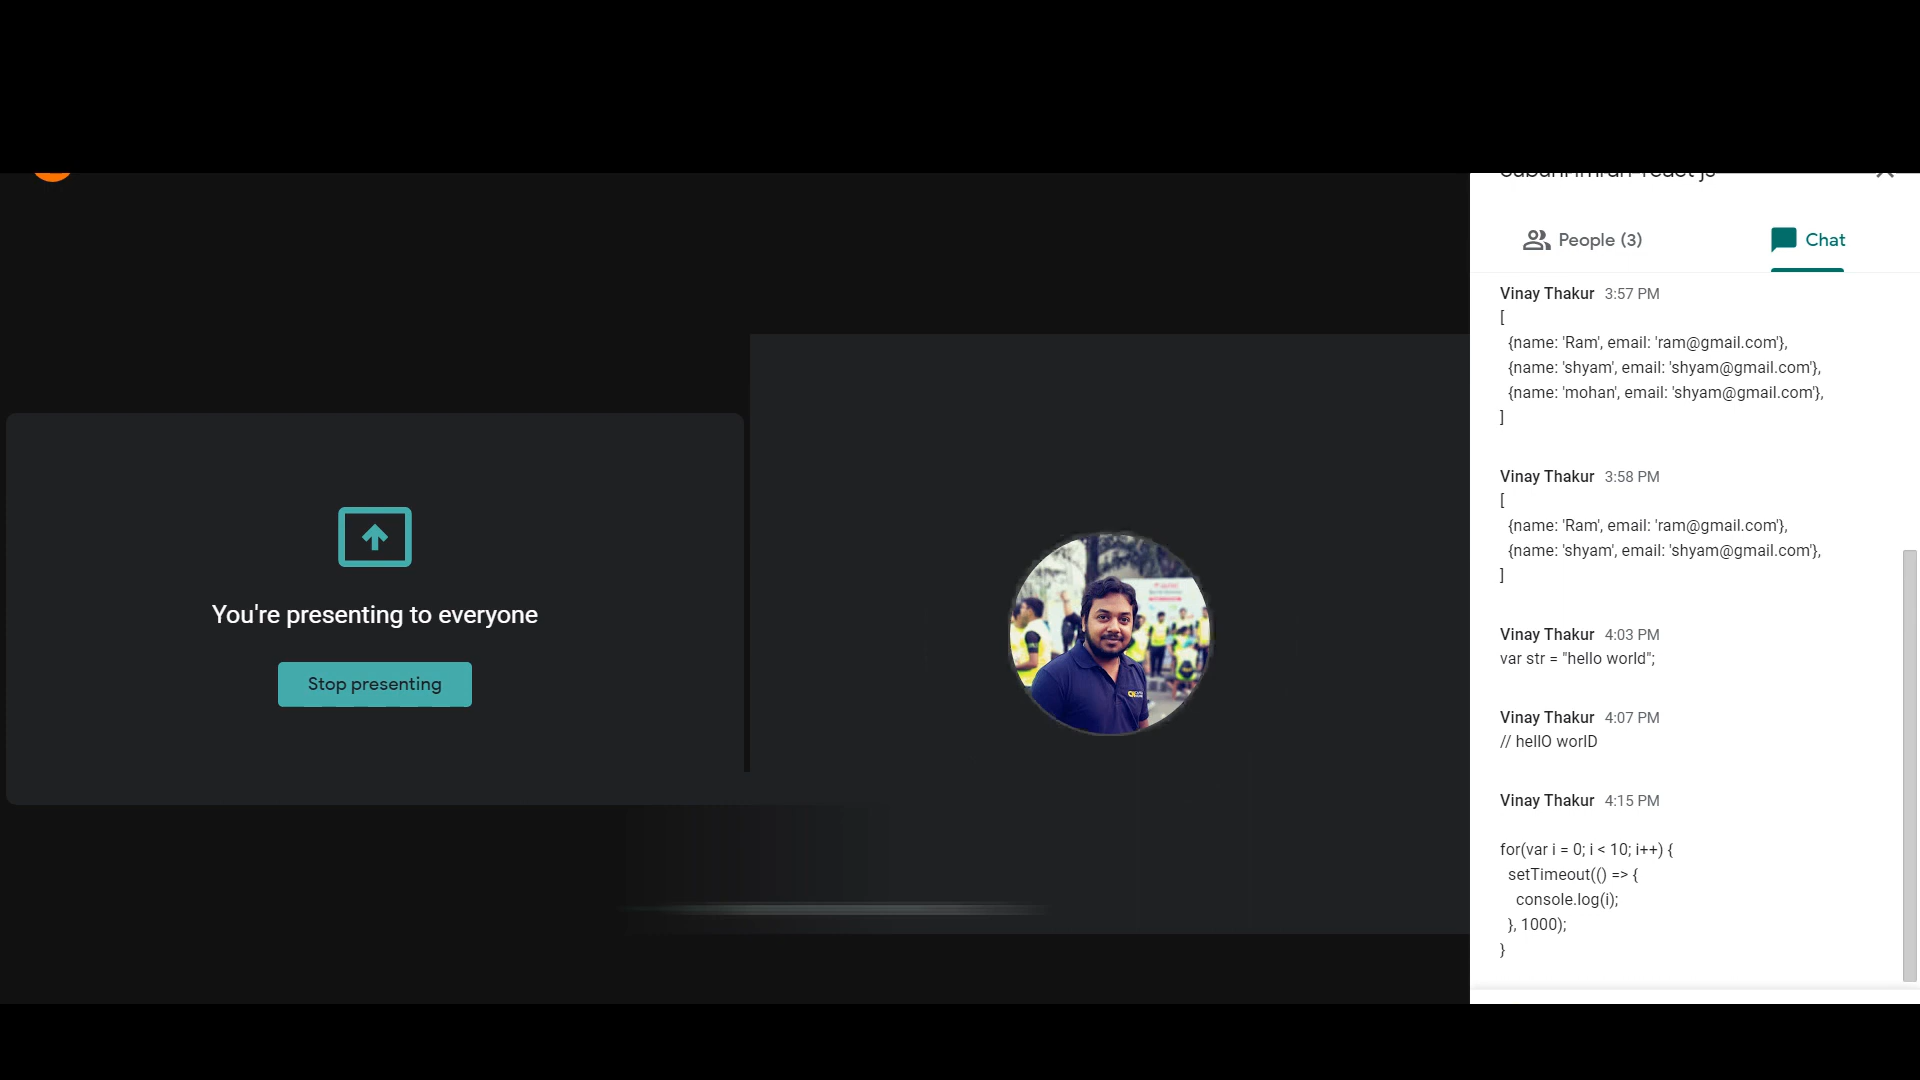 You're presenting to everyone
Stop presenting
People (3)
Chat
Vinay Thakur 3:57 PM
[
{name: 'Ram', email: 'ram@gmail.com'},
{name: 'shyam', email: 'shyam@gmail.com'},
{name: 'mohan', email: 'shyam@gmail.com'},
]
Vinay Thakur 3:58 PM
[
{name: 'Ram', email: 'ram@gmail.com'},
{name: 'shyam', email: 'shyam@gmail.com'},
]
Vinay Thakur 4:03 PM
var str = "hello world";
Vinay Thakur 4:07 PM
// hellO worlD
Vinay Thakur 4:15 PM
for(var i = 0; i < 10; i++) {
setTimeout(() => {
console.log(i);
}, 1000);
}